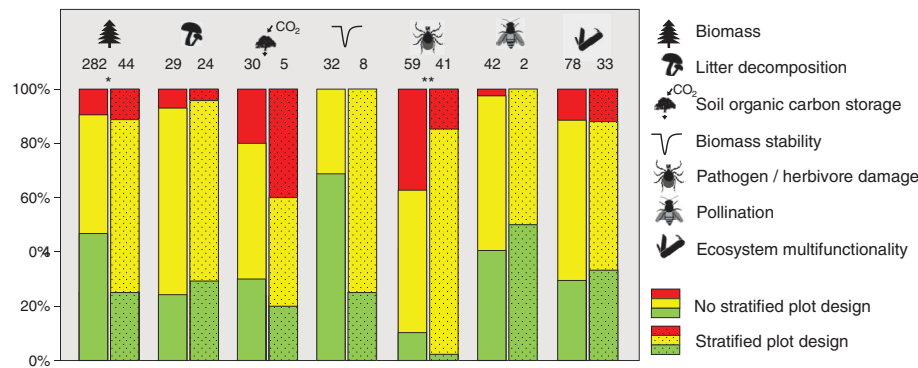 CO2
282 44 29 24 30 5 32 8 59 41 42 2 78 33
* **
100%
80%
60%
0%4
20%
0%
Biomass
Litter decomposition
CO2
Soil organic carbon storage
Biomass stability
Pathogen / herbivore damage
Pollination
Ecosystem multifunctionality
No stratified plot design
Stratified plot design